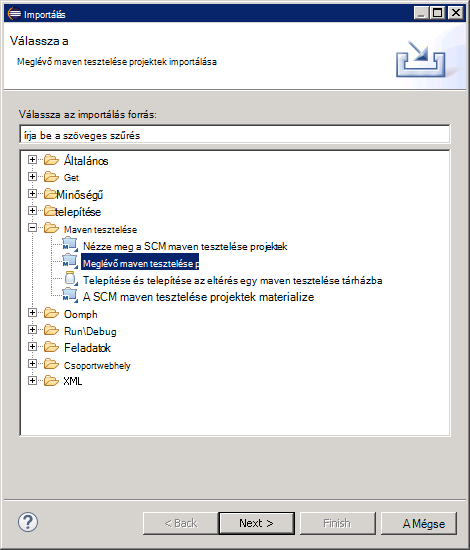 Importálás
Válassza a
Meglévő maven tesztelése projektek importálása
Válassza az importálás forrás:
írja be a szöveges szűrés
Általános
Get
Minőségű
telepítése
Maven tesztelése
Nézze meg a SCM maven tesztelése projektek
Meglévő maven tesztelése p
Telepítése és telepítése az eltérés egy maven tesztelése tárházba
A SCM maven tesztelése projektek materialize
Oomph
Run\Debug
Feladatok
Csoportwebhely
XML
< Back
Next >
Finish
A Mégse